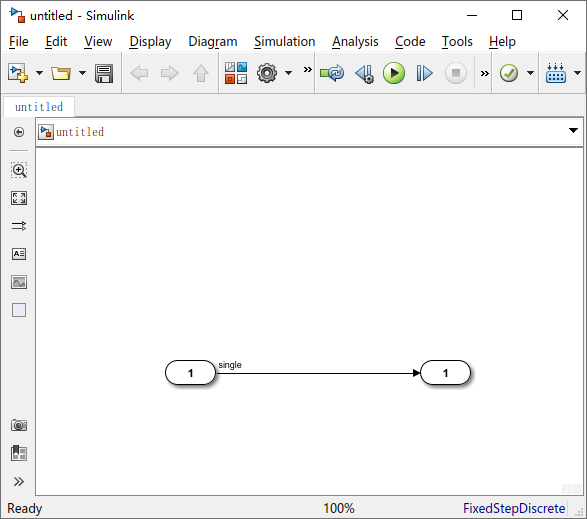 untitled - Simulink
File Edit View Display Diagram Simulation Analysis Code Tools Help
untitled
untitled
single
1 1
Ready 100% FixedStepDiscrete